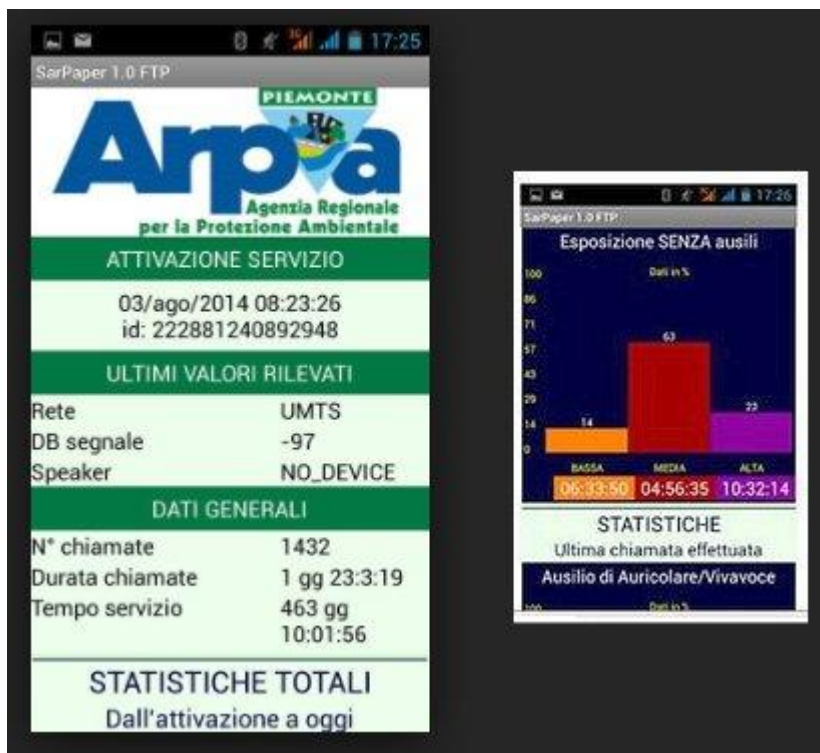 17:25
SarPaper 1.0 FTP
PIEMONTE
Arpa
Agenzia Regionale
per la Protezione Ambientale
ATTIVAZIONE SERVIZIO
03/ago/2014 08:23:26
id: 222881240892948
ULTIMI VALORI RILEVATI
Rete UMTS
DB segnale -97
Speaker NO_DEVICE
DATI GENERALI
N° chiamate 1432
Durata chiamate 1 gg 23:3:19
Tempo servizio 463 gg
10:01:56
STATISTICHE TOTALI
Dall'attivazione a oggi
17:26
SarPaper 1.0 FTP
Esposizione SENZA ausili
Dati in %
100
86
71
57
43
29
14
0
14
63
22
BASSA MEDIA ALTA
06:33:50 04:56:35 10:32:14
STATISTICHE
Ultima chiamata effettuata
Ausilio di Auricolare/Vivavoce
100 Dati in %